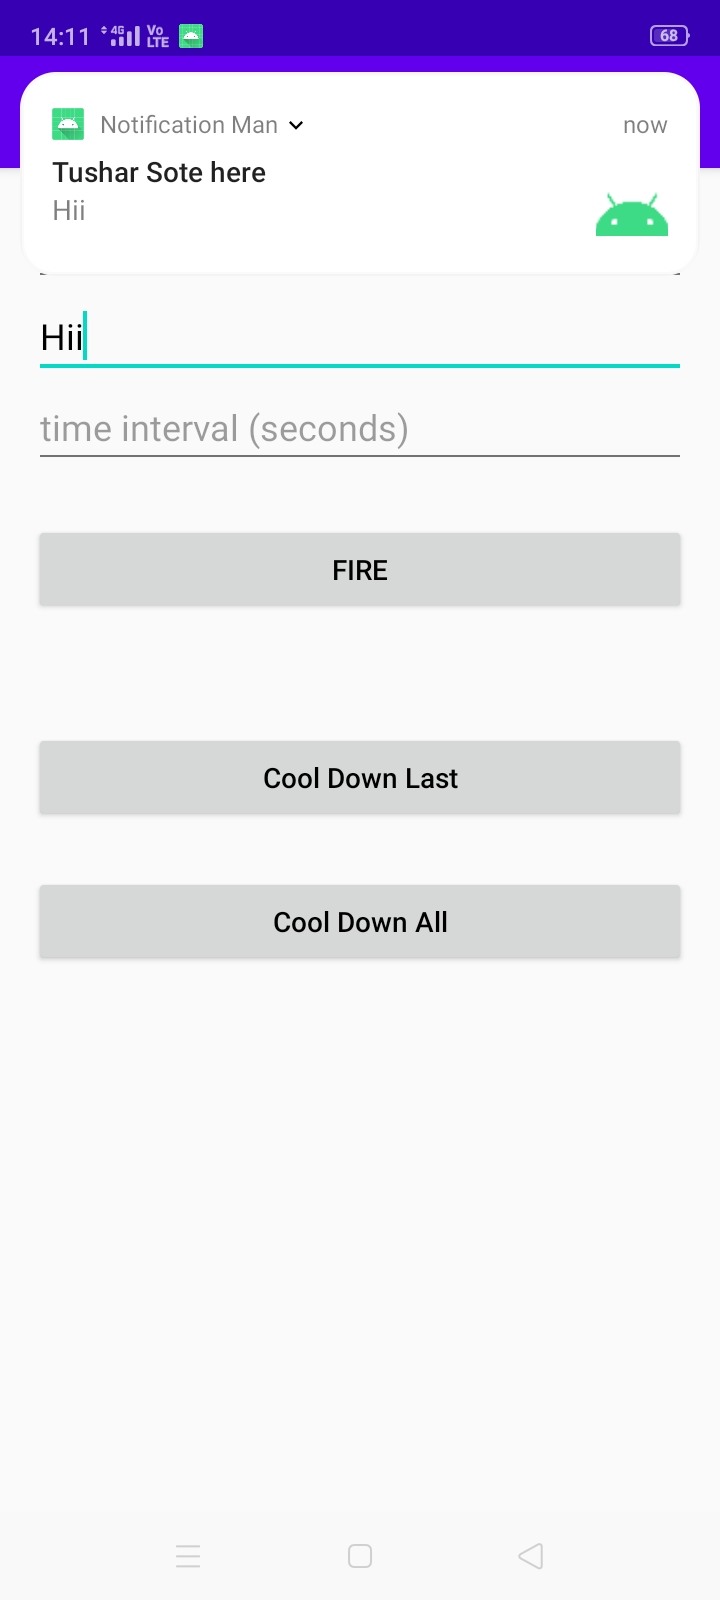 14:11 4G Vo LTE 68
Notification Man now
Tushar Sote here
Hii
Hii
time interval (seconds)
FIRE
Cool Down Last
Cool Down All